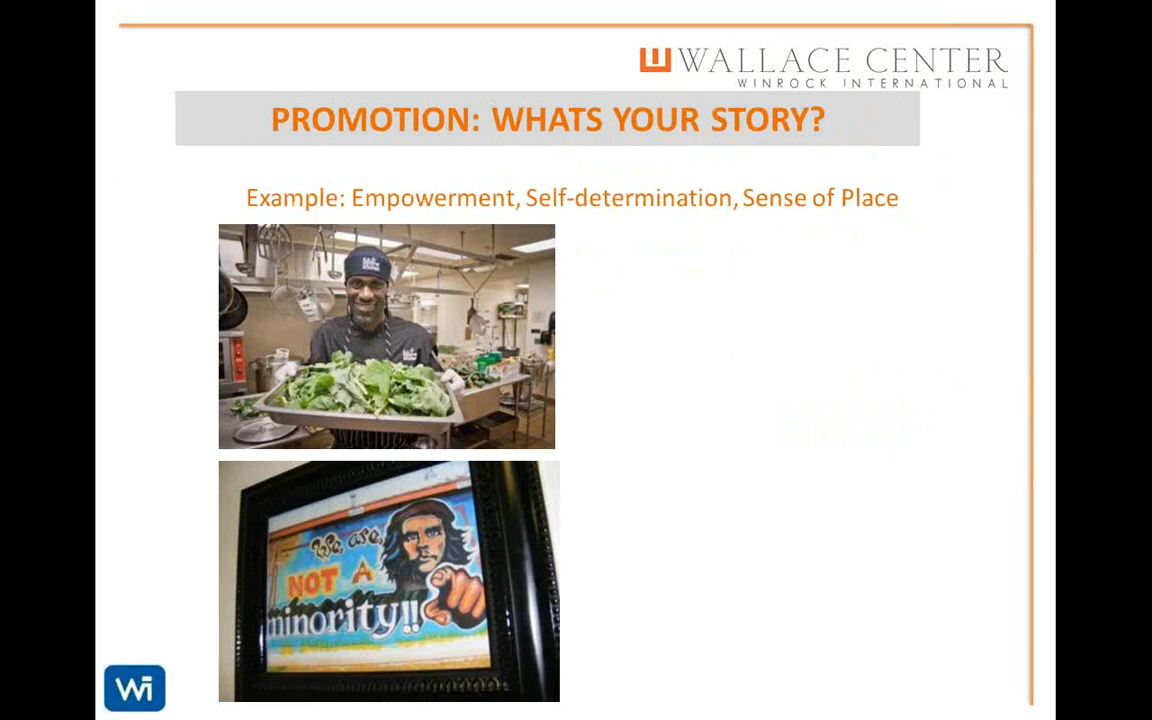 WALLACE CENTER
WINROCK INTERNATIONAL
PROMOTION: WHATS YOUR STORY?
Example: Empowerment, Self-determination, Sense of Place
We are
NOT A
minority!!
Wi